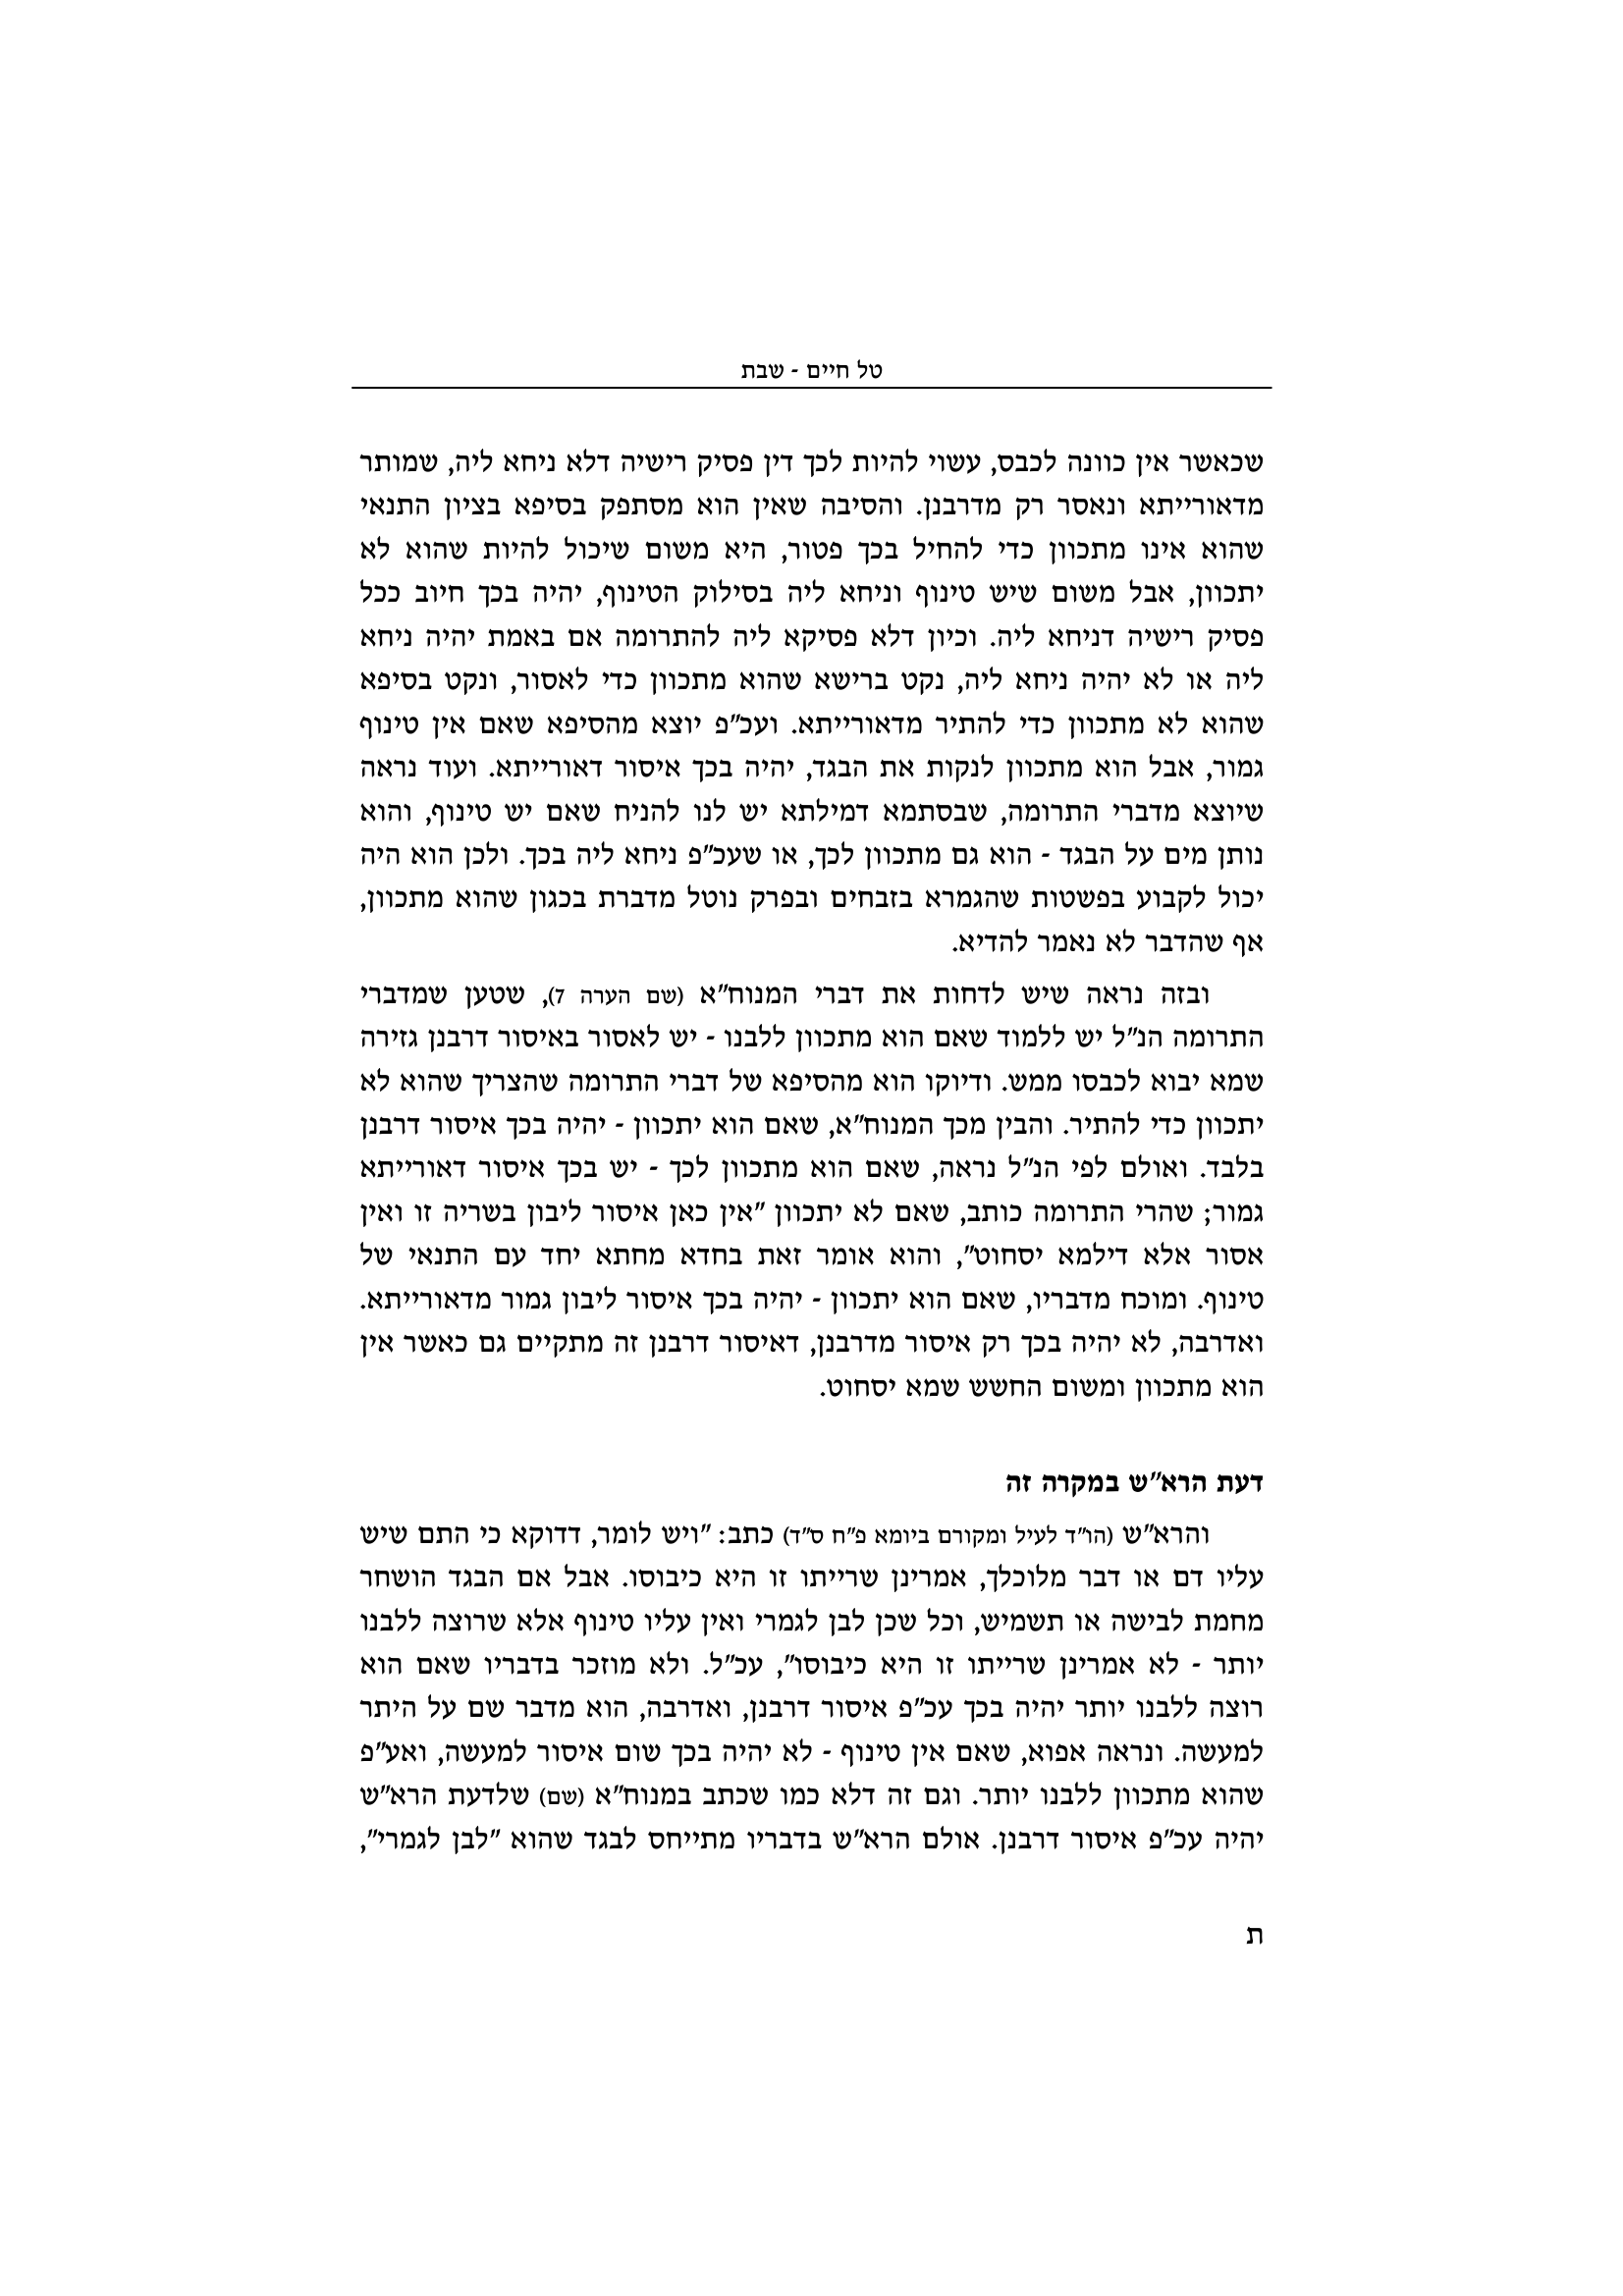 טל חיים - שבת
שכאשר אין כוונה לכבס, עשוי להיות לכך דין פסיק רישיה דלא ניחא ליה, שמותר
מדאורייתא ונאסר רק מדרבנן. והסיבה שאין הוא מסתפק בסיפא בציון התנאי
שהוא אינו מתכוון כדי להחיל בכך פטור, היא משום שיכול להיות שהוא לא
יתכוון, אבל משום שיש טינוף וניחא ליה בסילוק הטינוף, יהיה בכך חיוב ככל
פסיק רישיה דניחא ליה. וכיון דלא פסיקא ליה להתרומה אם באמת יהיה ניחא
ליה או לא יהיה ניחא ליה, נקט ברישא שהוא מתכוון כדי לאסור, ונקט בסיפא
שהוא לא מתכוון כדי להתיר מדאורייתא. ועכ"פ יוצא מהסיפא שאם אין טינוף
גמור, אבל הוא מתכוון לנקות את הבגד, יהיה בכך איסור דאורייתא. ועוד נראה
שיוצא מדברי התרומה, שבסתמא דמילתא יש לנו להניח שאם יש טינוף, והוא
נותן מים על הבגד - הוא גם מתכוון לכך, או שעכ"פ ניחא ליה בכך. ולכן הוא היה
יכול לקבוע בפשטות שהגמרא בזבחים ובפרק נוטל מדברת בכגון שהוא מתכוון,
אף שהדבר לא נאמר להדיא.
ובזה נראה שיש לדחות את דברי המנוח"א (שם הערה 7), שטען שמדברי
התרומה הנ"ל יש ללמוד שאם הוא מתכוון ללבנו - יש לאסור באיסור דרבנן גזירה
שמא יבוא לכבסו ממש. ודיוקו הוא מהסיפא של דברי התרומה שהצריך שהוא לא
יתכוון כדי להתיר. והבין מכך המנוח"א, שאם הוא יתכוון - יהיה בכך איסור דרבנן
בלבד. ואולם לפי הנ"ל נראה, שאם הוא מתכוון לכך - יש בכך איסור דאורייתא
גמור; שהרי התרומה כותב, שאם לא יתכוון "אין כאן איסור ליבון בשריה זו ואין
אסור אלא דילמא יסחוט", והוא אומר זאת בחדא מחתא יחד עם התנאי של
טינוף. ומוכח מדבריו, שאם הוא יתכוון - יהיה בכך איסור ליבון גמור מדאורייתא.
ואדרבה, לא יהיה בכך רק איסור מדרבנן, דאיסור דרבנן זה מתקיים גם כאשר אין
הוא מתכוון ומשום החשש שמא יסחוט.
דעת הרא"ש במקרה זה
והרא"ש (הו"ד לעיל ומקורם ביומא פ"ח ס"ד) כתב: "ויש לומר, דדוקא כי התם שיש
עליו דם או דבר מלוכלך, אמרינן שרייתו זו היא כיבוסו. אבל אם הבגד הושחר
מחמת לבישה או תשמיש, וכל שכן לבן לגמרי ואין עליו טינוף אלא שרוצה ללבנו
יותר - לא אמרינן שרייתו זו היא כיבוסו", עכ"ל. ולא מוזכר בדבריו שאם הוא
רוצה ללבנו יותר יהיה בכך עכ"פ איסור דרבנן, ואדרבה, הוא מדבר שם על היתר
למעשה. ונראה אפוא, שאם אין טינוף - לא יהיה בכך שום איסור למעשה, ואע"פ
שהוא מתכוון ללבנו יותר. וגם זה דלא כמו שכתב במנוח"א (שם) שלדעת הרא"ש
יהיה עכ"פ איסור דרבנן. אולם הרא"ש בדבריו מתייחס לבגד שהוא "לבן לגמרי",
ת